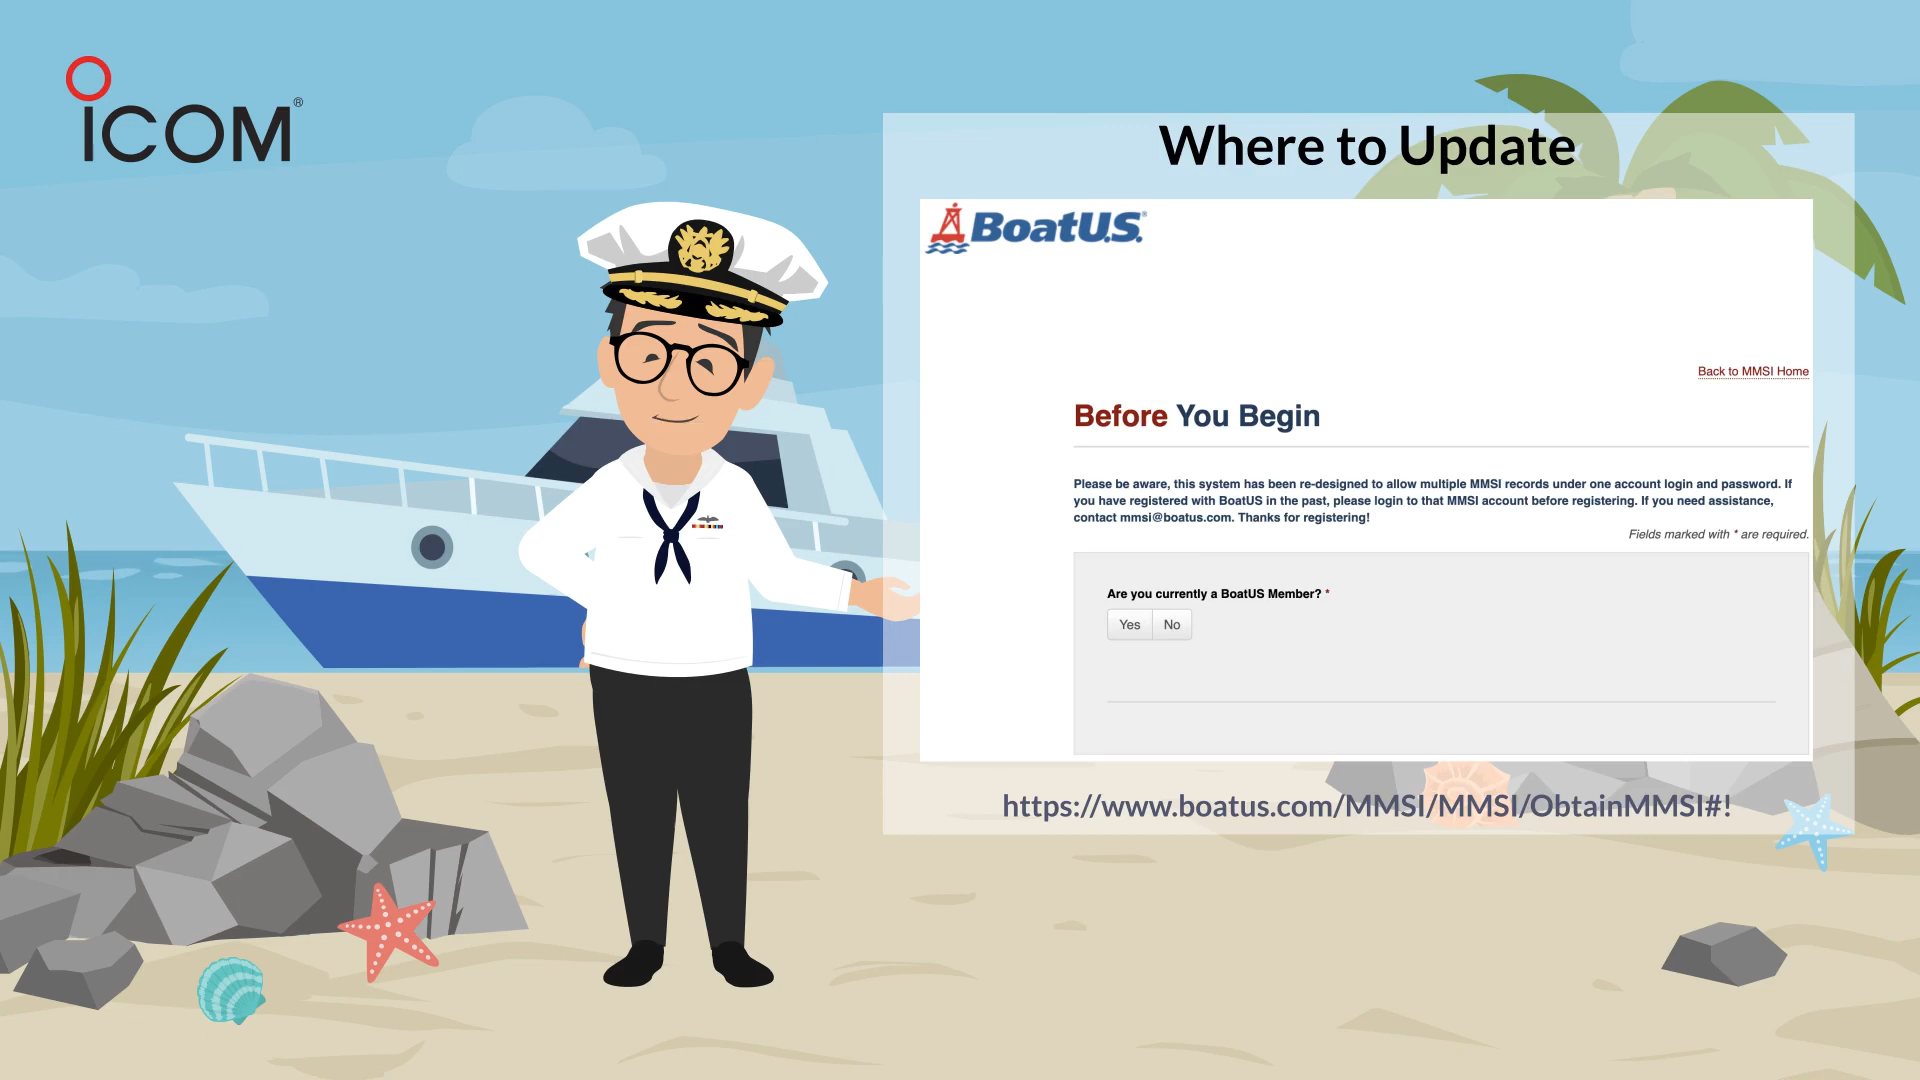 ICOM®
Where to Update
BoatU.S.®
Back to MMSI Home
Before You Begin
Please be aware, this system has been re-designed to allow multiple MMSI records under one account login and password. If
you have registered with BoatUS in the past, please login to that MMSI account before registering. If you need assistance,
contact mmsi@boatus.com. Thanks for registering!
Fields marked with * are required.
Are you currently a BoatUS Member? *
Yes No
https://www.boatus.com/MMSI/MMSI/ObtainMMSI#!